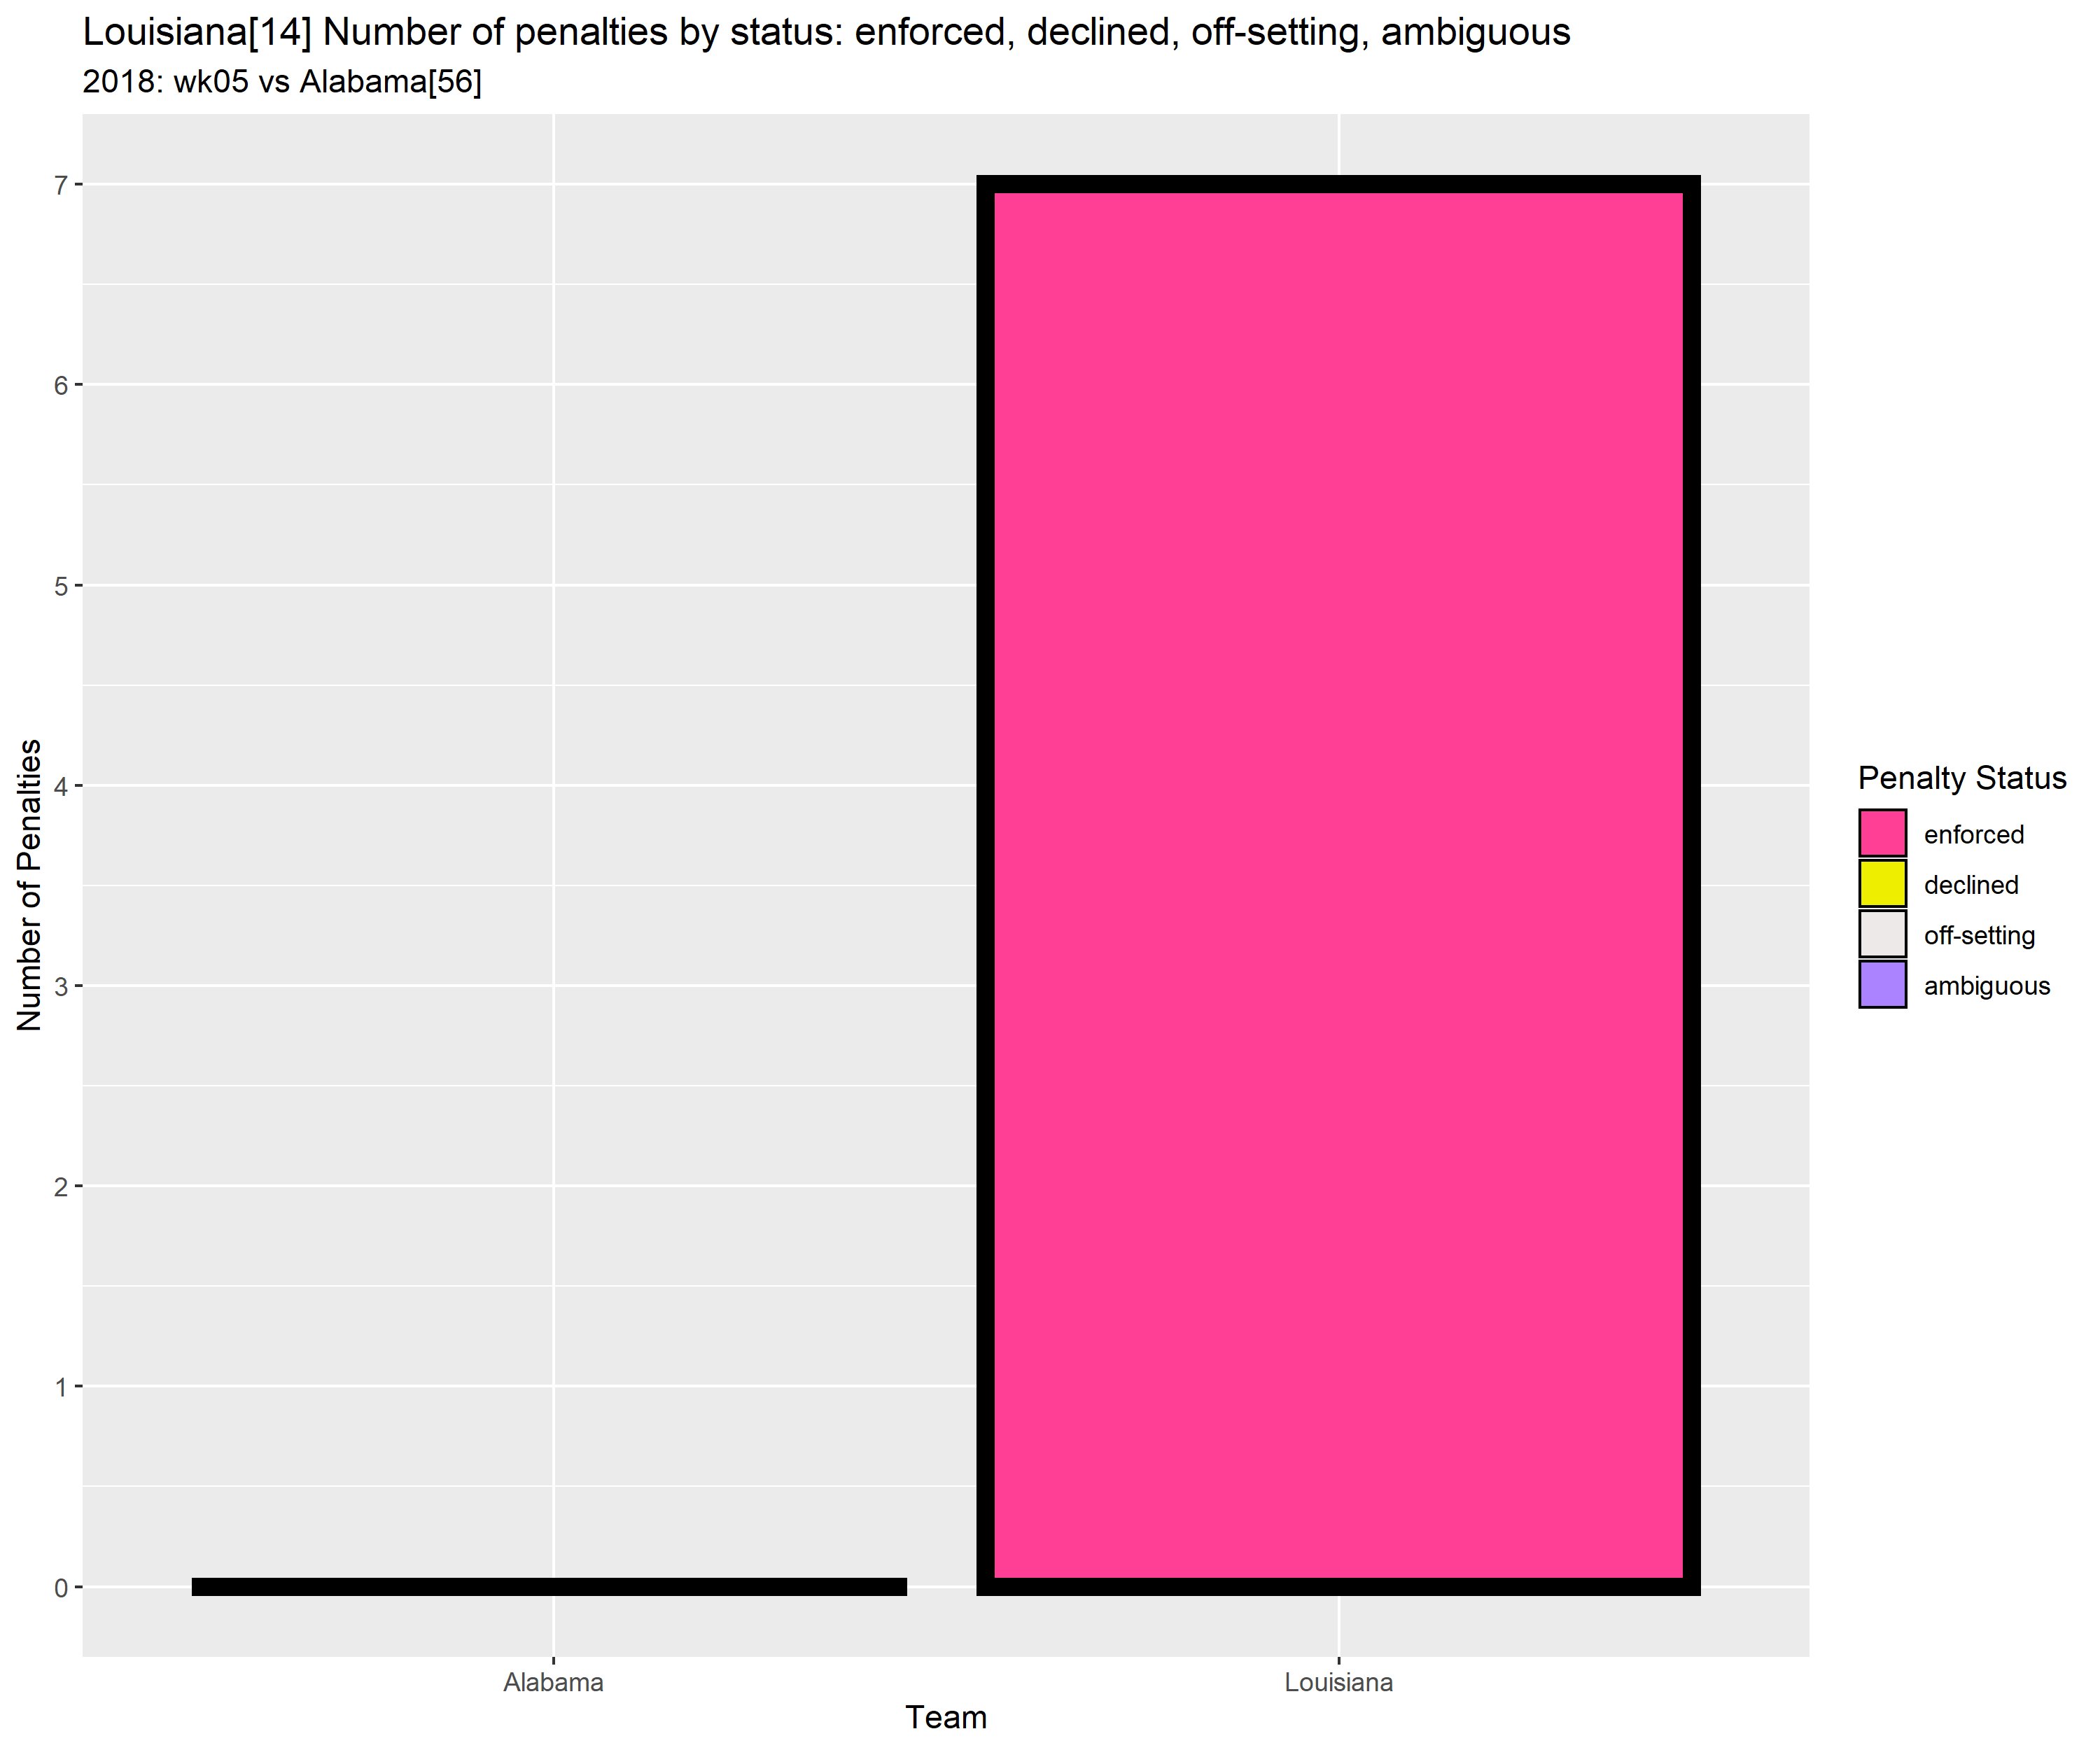 Louisiana[14] Number of penalties by status: enforced, declined, off-setting, ambiguous
2018: wk05 vs Alabama[56]
Number of Penalties
7
6
5
4
3
2
1
0
Alabama
Louisiana
Team
Penalty Status
enforced
declined
off-setting
ambiguous